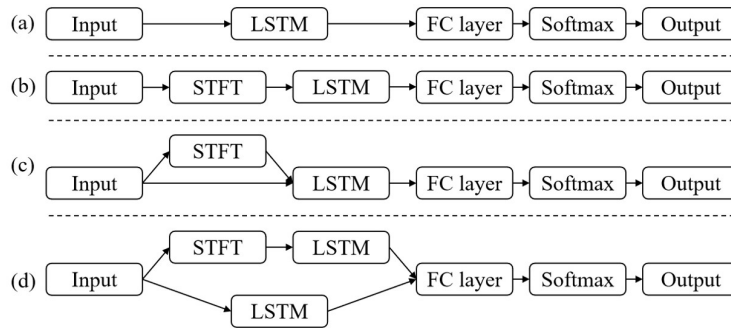 (a) Input LSTM FC layer Softmax Output
(b) Input STFT LSTM FC layer Softmax Output
(c) STFT
Input LSTM FC layer Softmax Output
STFT LSTM
(d) Input FC layer Softmax Output
LSTM